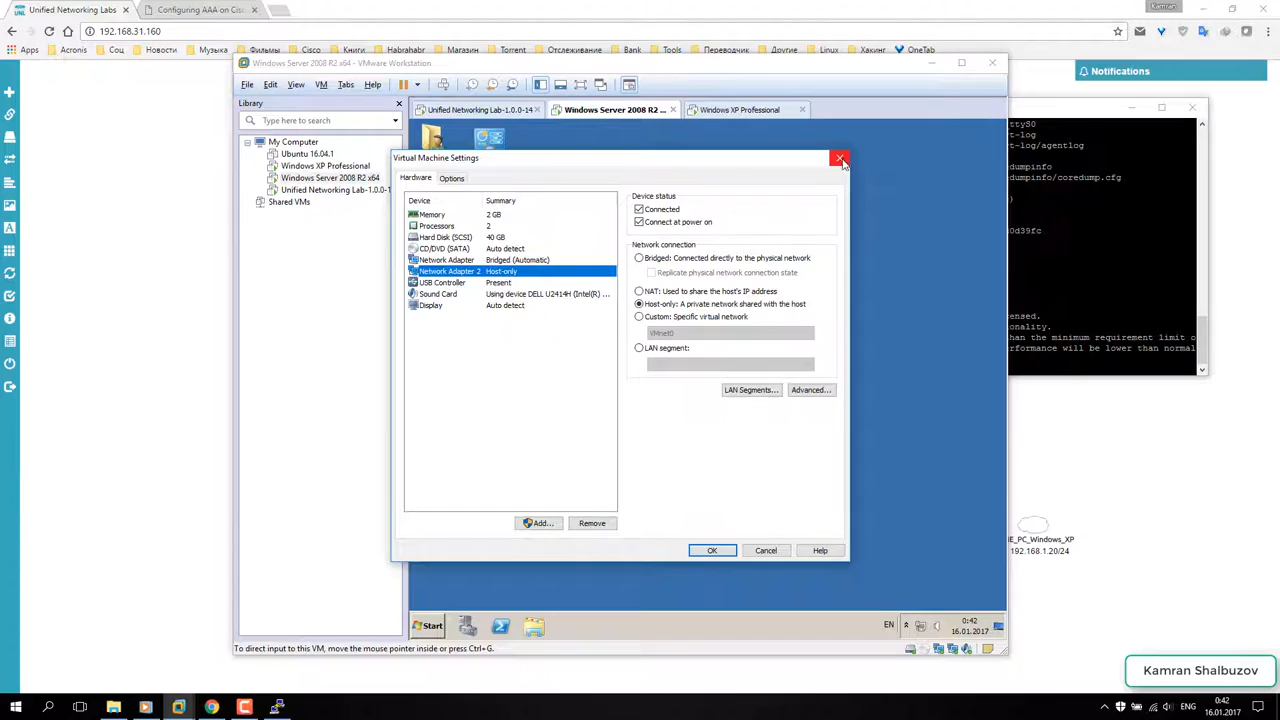 Unified Networking Labs
Configuring AAA on Cisc
Kamran
192.168.31.160
Apps
Acronis
Соц
Новости
Музыка
Фильмы
Cisco
Книги
Habrahabr
Магазин
Torrent
Отслеживание
Bank
Tools
Переводчик
Другие
Linux
Хакинг
OneTab
Notifications
Windows Server 2008 R2 x64 - VMware Workstation
File Edit View VM Tabs Help
Library
Type here to search
My Computer
Ubuntu 16.04.1
Windows XP Professional
Windows Server 2008 R2 x64
Unified Networking Lab-1.0.0-1
Shared VMs
Unified Networking Lab-1.0.0-14
Windows Server 2008 R2 ...
Windows XP Professional
Virtual Machine Settings
Hardware Options
Device Summary
Memory 2 GB
Processors 2
Hard Disk (SCSI) 40 GB
CD/DVD (SATA) Auto detect
Network Adapter Bridged (Automatic)
Network Adapter 2 Host-only
USB Controller Present
Sound Card Using device DELL U2414H (Intel(R) ...
Display Auto detect
Add... Remove
Device status
Connected
Connect at power on
Network connection
Bridged: Connected directly to the physical network
Replicate physical network connection state
NAT: Used to share the host's IP address
Host-only: A private network shared with the host
Custom: Specific virtual network
VMnet0
LAN segment:
LAN Segments... Advanced...
OK Cancel Help
ttyS0
t-log
t-log/agentlog
dumpinfo
dumpinfo/coredump.cfg
)
0d39fc
nsed.
onality.
han the minimum requirement limit o
rformance will be lower than normal
E_PC_Windows_XP
192.168.1.20/24
Start
EN
0:42
16.01.2017
To direct input to this VM, move the mouse pointer inside or press Ctrl+G.
Kamran Shalbuzov
ENG
0:42
16.01.2017